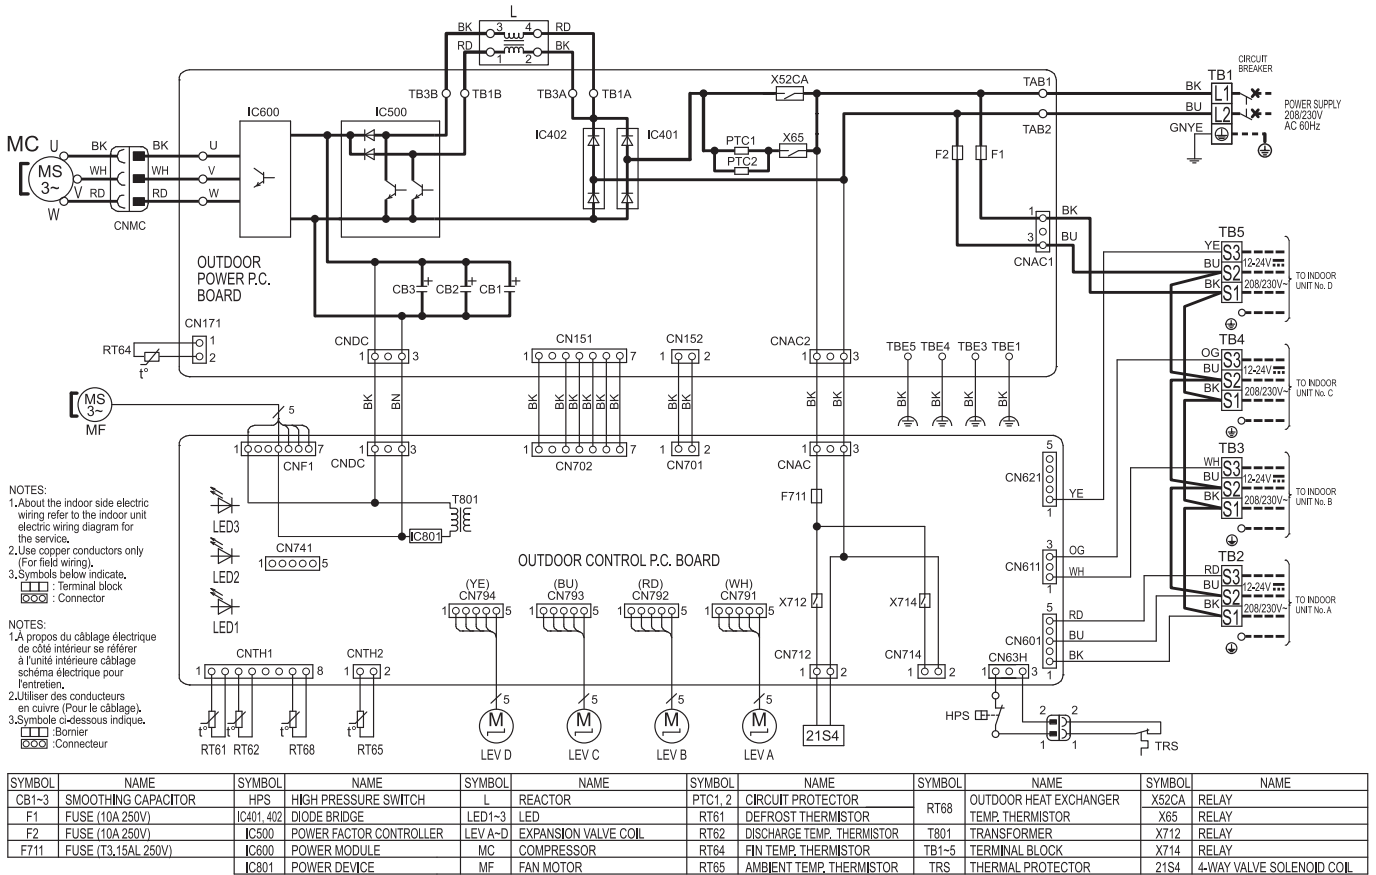 L
BK 3 4 RD
RD 1 2 BK
TB3B TB1B TB3A TB1A
X52CA
TAB1
TAB2
CIRCUIT
BREAKER
TB1
BK L1
BU L2
GNYE
POWER SUPPLY
208/230V
AC 60Hz
IC600
IC500
IC402
IC401
PTC1
PTC2
X65
F2
F1
MC
U BK BK U
MS
3~
V WH WH V
W RD RD W
CNMC
OUTDOOR
POWER P.C.
BOARD
CB3 CB2 CB1
+ + +
1 BK
3 BU
CNAC1
TB5
YE S3 12-24V
BU S2
BK S1 208/230V~
TO INDOOR
UNIT No. D
CN171
1
2
RT64
t°
CNDC
1 3
CN151
1 7
CN152
1 2
CNAC2
1 3
TBE5 TBE4 TBE3 TBE1
TB4
OG S3 12-24V
BU S2
BK S1 208/230V~
TO INDOOR
UNIT No. C
MS
3~
MF
5
BK BN
BK BK BK BK BK BK
BK BK
BK BK
BK BK BK BK
1 7
CNF1
1 3
CNDC
1 7
CN702
1 2
CN701
1 3
CNAC
TB3
WH S3 12-24V
BU S2
BK S1 208/230V~
TO INDOOR
UNIT No. B
5
CN621
1
YE
F711
T801
IC801
LED3
LED2
LED1
CN741
1 5
OUTDOOR CONTROL P.C. BOARD
3
OG
CN611
1
WH
TB2
RD S3 12-24V
BU S2
BK S1 208/230V~
TO INDOOR
UNIT No. A
(YE)
CN794
1 5
(BU)
CN793
1 5
(RD)
CN792
1 5
(WH)
CN791
1 5
X712
X714
5
RD
CN601
BU
BK
1
CNTH1
1 8
CNTH2
1 2
CN712
1 2
CN714
1 2
CN63H
1 3
t° t° t° t°
RT61 RT62 RT68 RT65
5 5 5 5
M M M M
LEV D LEV C LEV B LEV A
21S4
HPS
2 2
1 1
TRS
NOTES:
1.About the indoor side electric
wiring refer to the indoor unit
electric wiring diagram for
the service.
2.Use copper conductors only
(For field wiring).
3.Symbols below indicate.
: Terminal block
: Connector
NOTES:
1.À propos du câblage électrique
de côté intérieur se référer
à l'unité intérieure câblage
schéma électrique pour
l'entretien.
2.Utiliser des conducteurs
en cuivre (Pour le câblage).
3.Symbole ci-dessous indique.
:Bornier
:Connecteur
SYMBOL NAME SYMBOL NAME SYMBOL NAME SYMBOL NAME SYMBOL NAME SYMBOL NAME
CB1~3 SMOOTHING CAPACITOR HPS HIGH PRESSURE SWITCH L REACTOR PTC1, 2 CIRCUIT PROTECTOR RT68 OUTDOOR HEAT EXCHANGER X52CA RELAY
F1 FUSE (10A 250V) IC401, 402 DIODE BRIDGE LED1~3 LED RT61 DEFROST THERMISTOR TEMP. THERMISTOR X65 RELAY
F2 FUSE (10A 250V) IC500 POWER FACTOR CONTROLLER LEV A~D EXPANSION VALVE COIL RT62 DISCHARGE TEMP. THERMISTOR T801 TRANSFORMER X712 RELAY
F711 FUSE (T3.15AL 250V) IC600 POWER MODULE MC COMPRESSOR RT64 FIN TEMP. THERMISTOR TB1~5 TERMINAL BLOCK X714 RELAY
IC801 POWER DEVICE MF FAN MOTOR RT65 AMBIENT TEMP. THERMISTOR TRS THERMAL PROTECTOR 21S4 4-WAY VALVE SOLENOID COIL